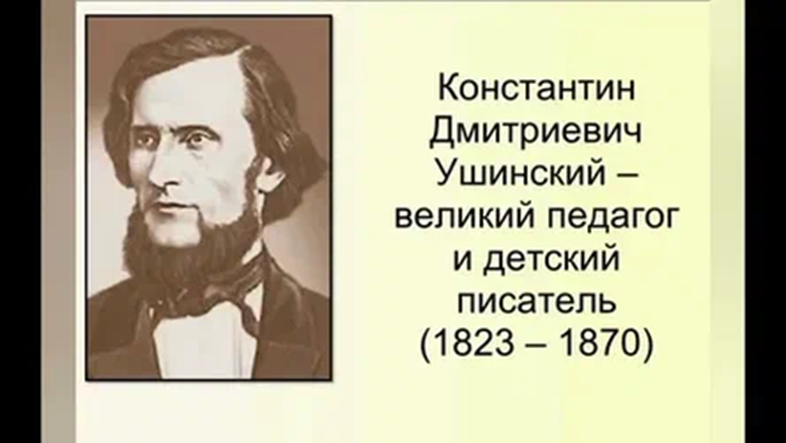 Константин
Дмитриевич
Ушинский –
великий педагог
и детский
писатель
(1823 – 1870)